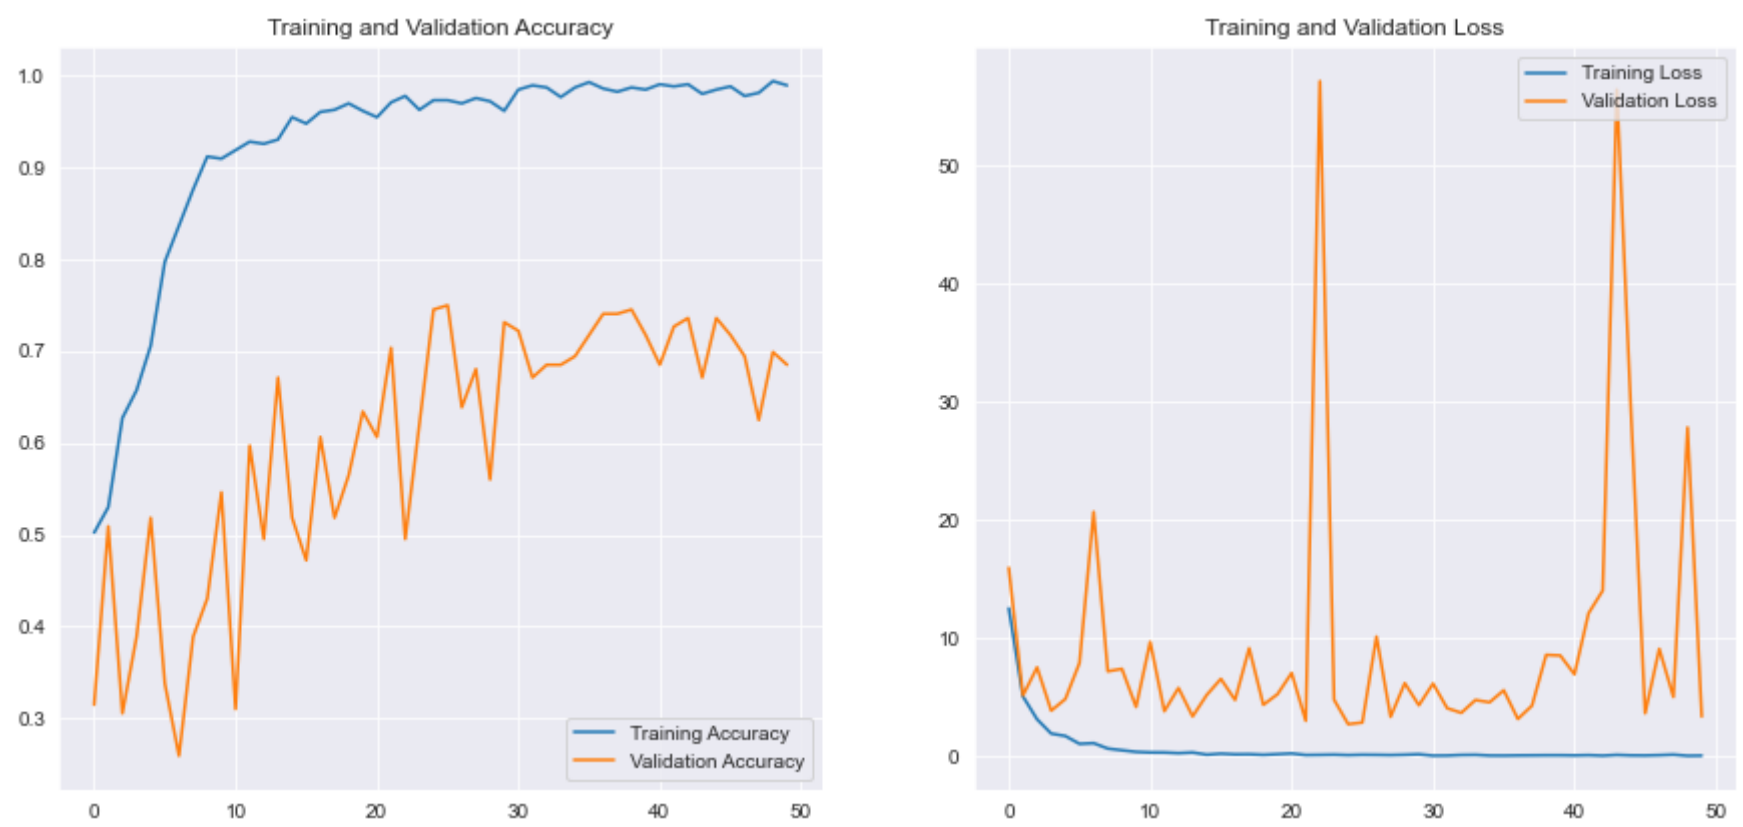 Training and Validation Accuracy
1.0
0.9
0.8
0.7
0.6
0.5
0.4
0.3
Training Accuracy
Validation Accuracy
0 10 20 30 40 50
Training and Validation Loss
Training Loss
Validation Loss
50
40
30
20
10
0
0 10 20 30 40 50